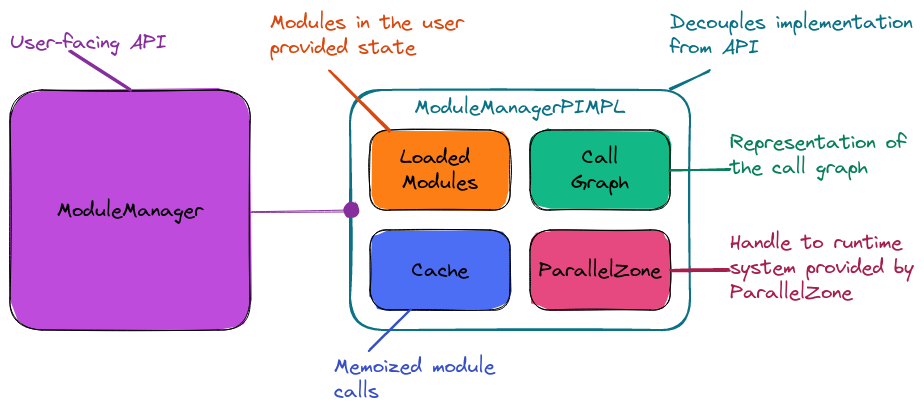 User-facing API
Modules in the user
provided state
Decouples implementation
from API
ModuleManagerPIMPL
ModuleManager
Loaded
Modules
Call
Graph
Representation of
the call graph
Cache
ParallelZone
Handle to runtime
system provided by
ParallelZone
Memoized module
calls